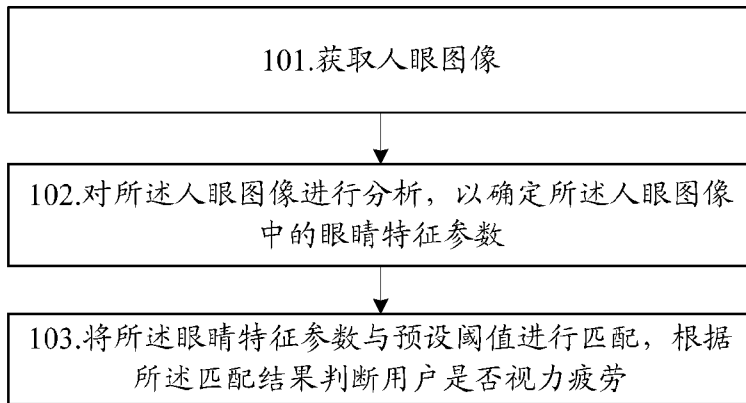 101.获取人眼图像
102.对所述人眼图像进行分析，以确定所述人眼图像
中的眼睛特征参数
103.将所述眼睛特征参数与预设阈值进行匹配，根据
所述匹配结果判断用户是否视力疲劳